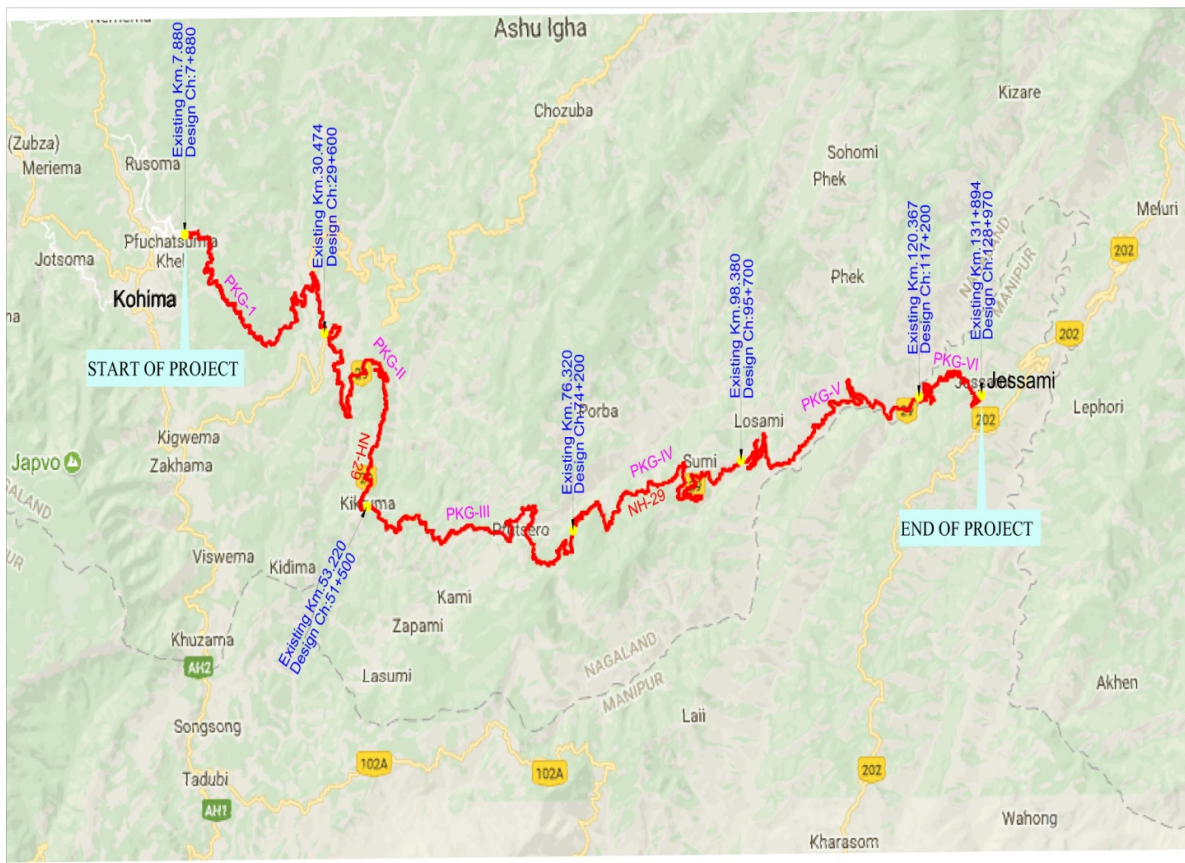 Ashu Igha
Chozuba
Kizare
(Zubza)
Meriema
Rusoma
Sohomi
Phek
Meluri
Jotsoma
Khel
Kohima
Existing Km.7.880
Design Ch:7+880
Existing Km.30.474
Design Ch:29+600
PKG-1
START OF PROJECT
PKG-II
NH-29
Existing Km.53.220
Design Ch:51+500
PKG-III
Existing Km.76.320
Design Ch:74+200
PKG-IV
NH-29
Existing Km.98.380
Design Ch:95+700
PKG-V
Existing Km.120.367
Design Ch:117+200
PKG-VI
Existing Km.131+894
Design Ch:128+970
Jessami
END OF PROJECT
Phek
NAGALAND
MANIPUR
202
202
202
29
Lephori
Porba
Losami
Sumi
Kigwema
Japvo
Zakhama
NAGALAND
Viswema
Kidima
Kami
Zapami
Khuzama
AH2
Lasumi
NAGALAND
MANIPUR
Laii
Akhen
Songsong
Tadubi
102A
102A
202
AH1
Wahong
Kharasom